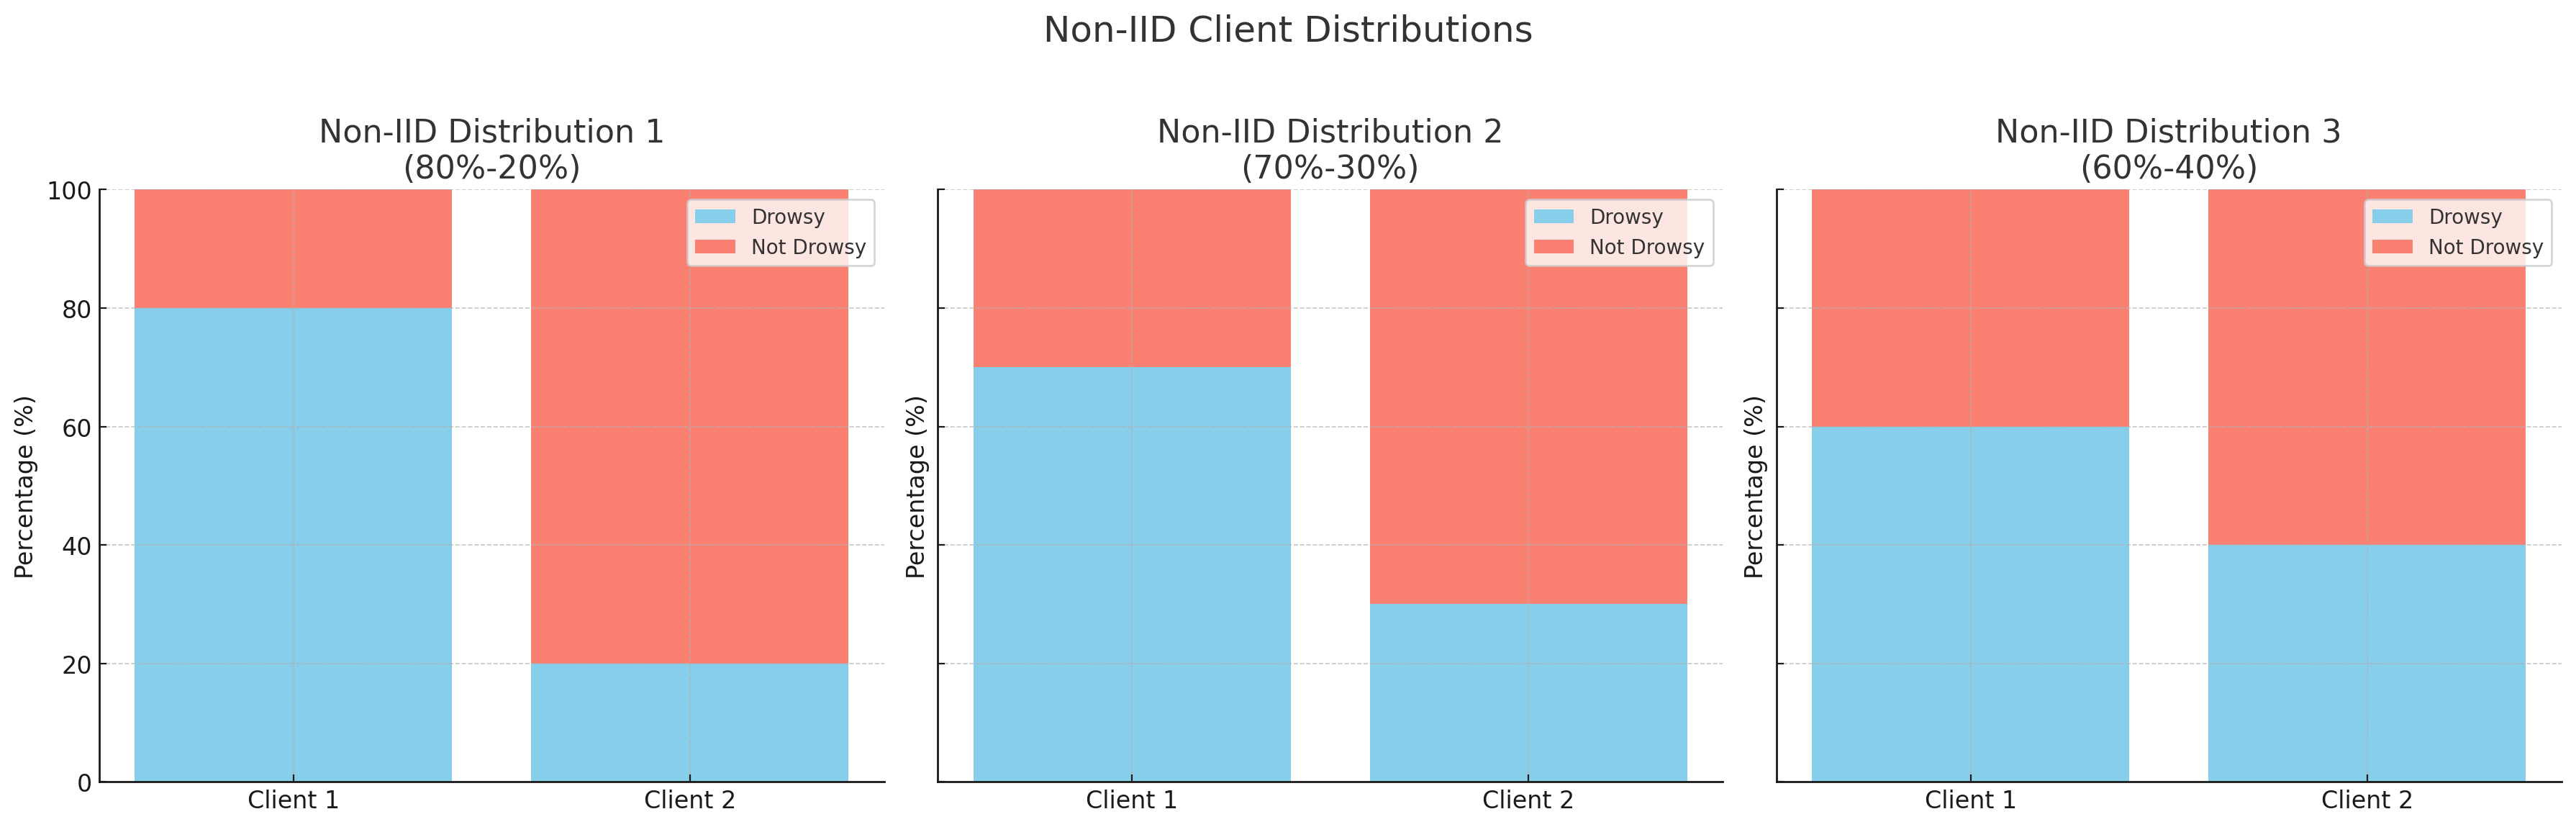 Non-IID Client Distributions
Non-IID Distribution 1
(80%-20%)
Percentage (%)
100
80
60
40
20
0
Drowsy
Not Drowsy
Client 1
Client 2
Non-IID Distribution 2
(70%-30%)
Percentage (%)
Drowsy
Not Drowsy
Client 1
Client 2
Non-IID Distribution 3
(60%-40%)
Percentage (%)
Drowsy
Not Drowsy
Client 1
Client 2